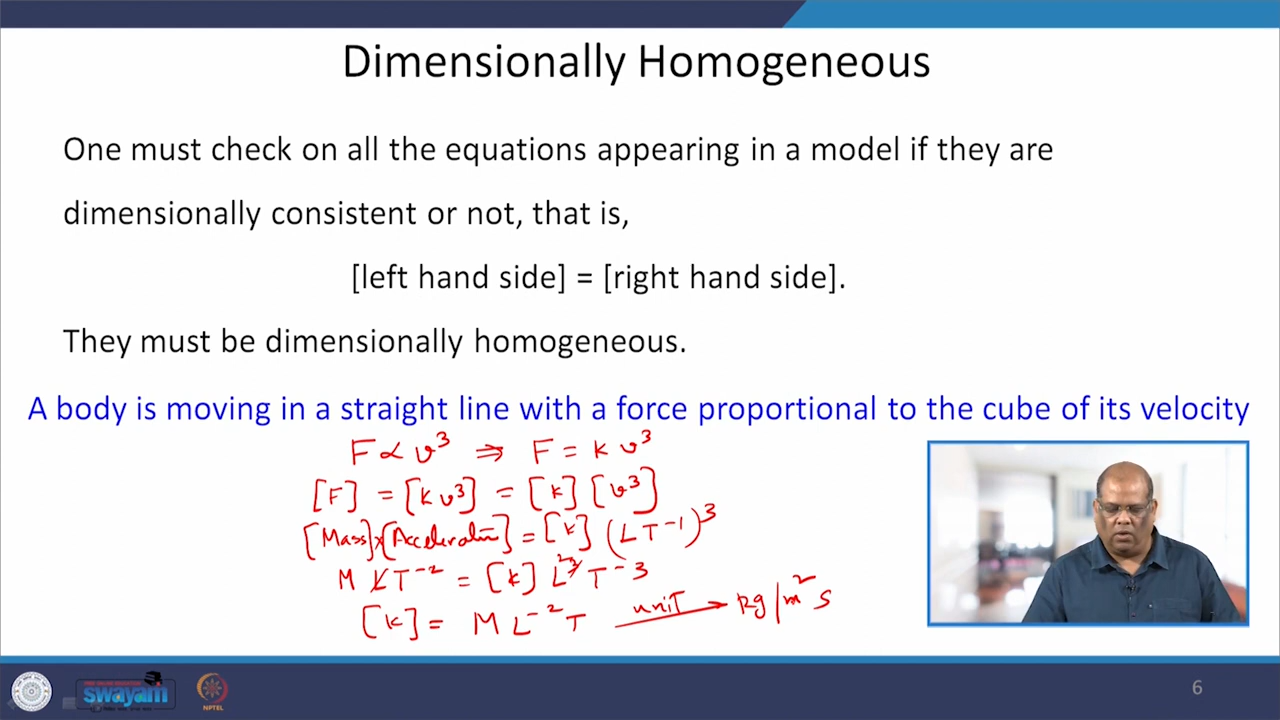 Dimensionally Homogeneous
One must check on all the equations appearing in a model if they are
dimensionally consistent or not, that is,
[left hand side] = [right hand side].
They must be dimensionally homogeneous.
A body is moving in a straight line with a force proportional to the cube of its velocity
F ∝ v³ ⇒ F = k v³
[F] = [k v³] = [k] [v³]
[Mass]×[Acceleration] = [k] (LT⁻¹)³
M L T⁻² = [k] L³² T⁻³
[k] = M L⁻² T unit → kg/m² s
swayam
NPTEL
6